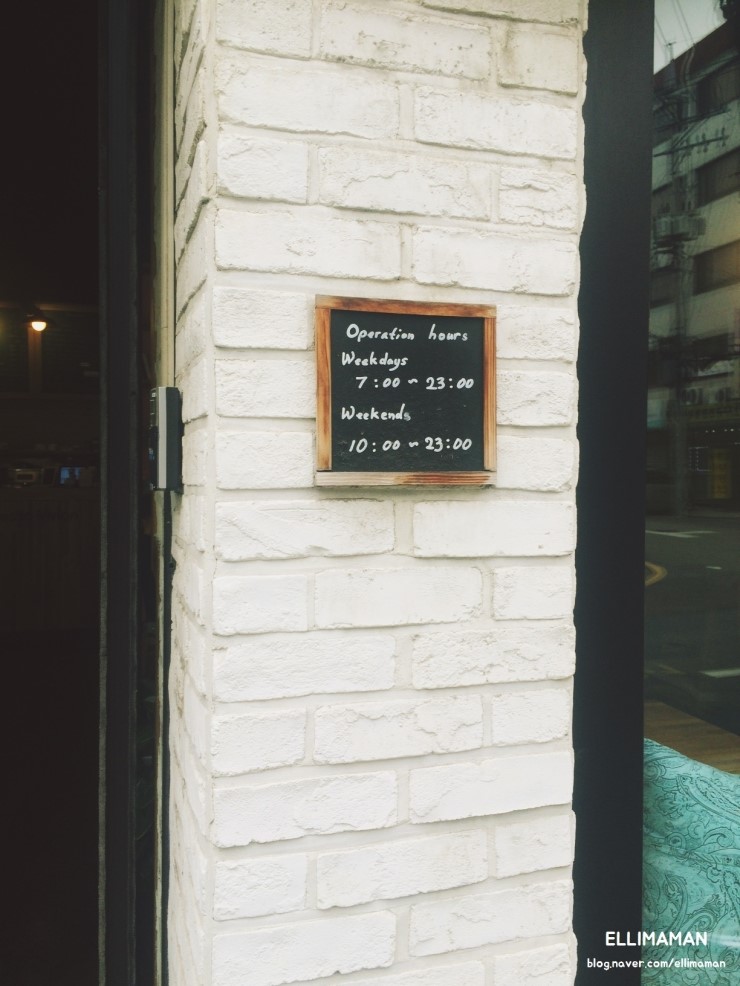 Operation hours
Weekdays
7:00 ~ 23:00
Weekends
10:00 ~ 23:00
ELLIMAMAN
blog.naver.com/ellimaman